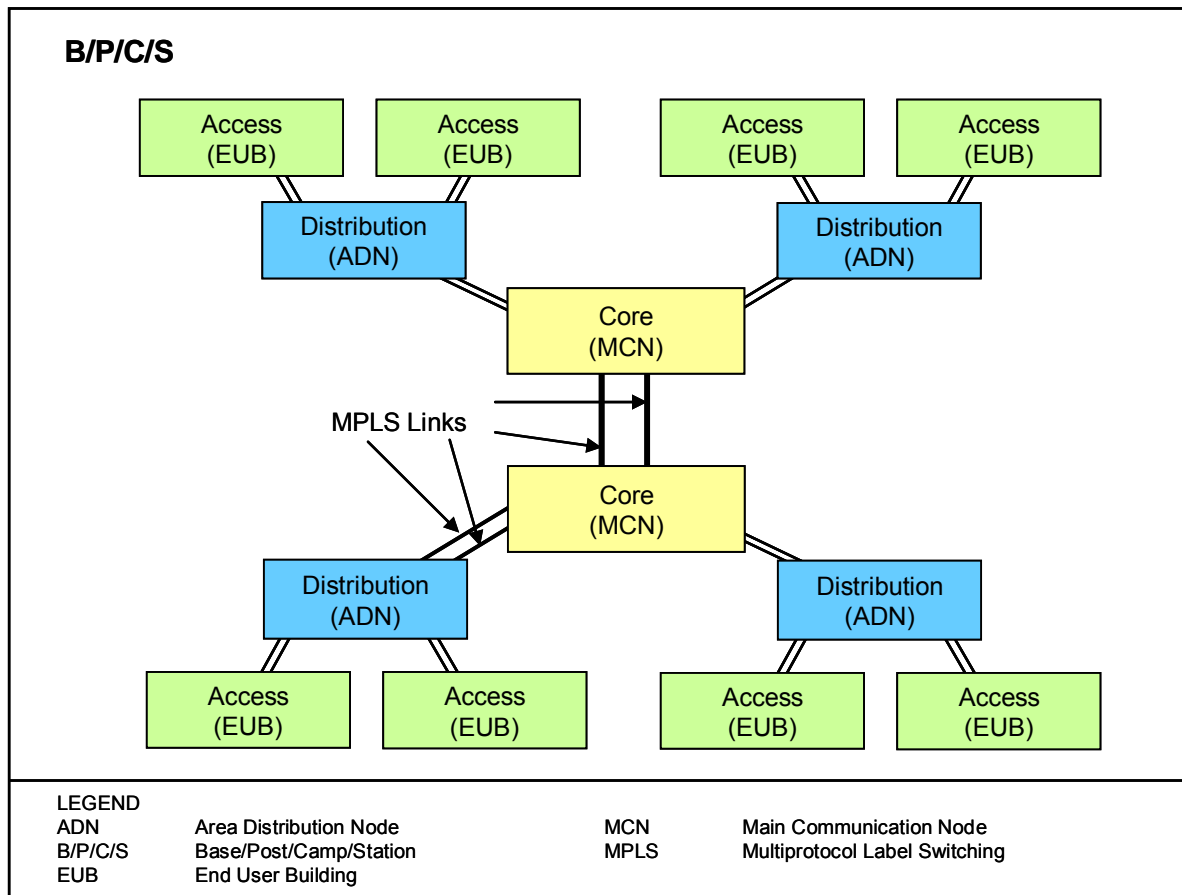 B/P/C/S
Access
(EUB)
Access
(EUB)
Access
(EUB)
Access
(EUB)
Distribution
(ADN)
Distribution
(ADN)
Core
(MCN)
MPLS Links
Core
(MCN)
Distribution
(ADN)
Distribution
(ADN)
Access
(EUB)
Access
(EUB)
Access
(EUB)
Access
(EUB)
LEGEND
ADN Area Distribution Node MCN Main Communication Node
B/P/C/S Base/Post/Camp/Station MPLS Multiprotocol Label Switching
EUB End User Building